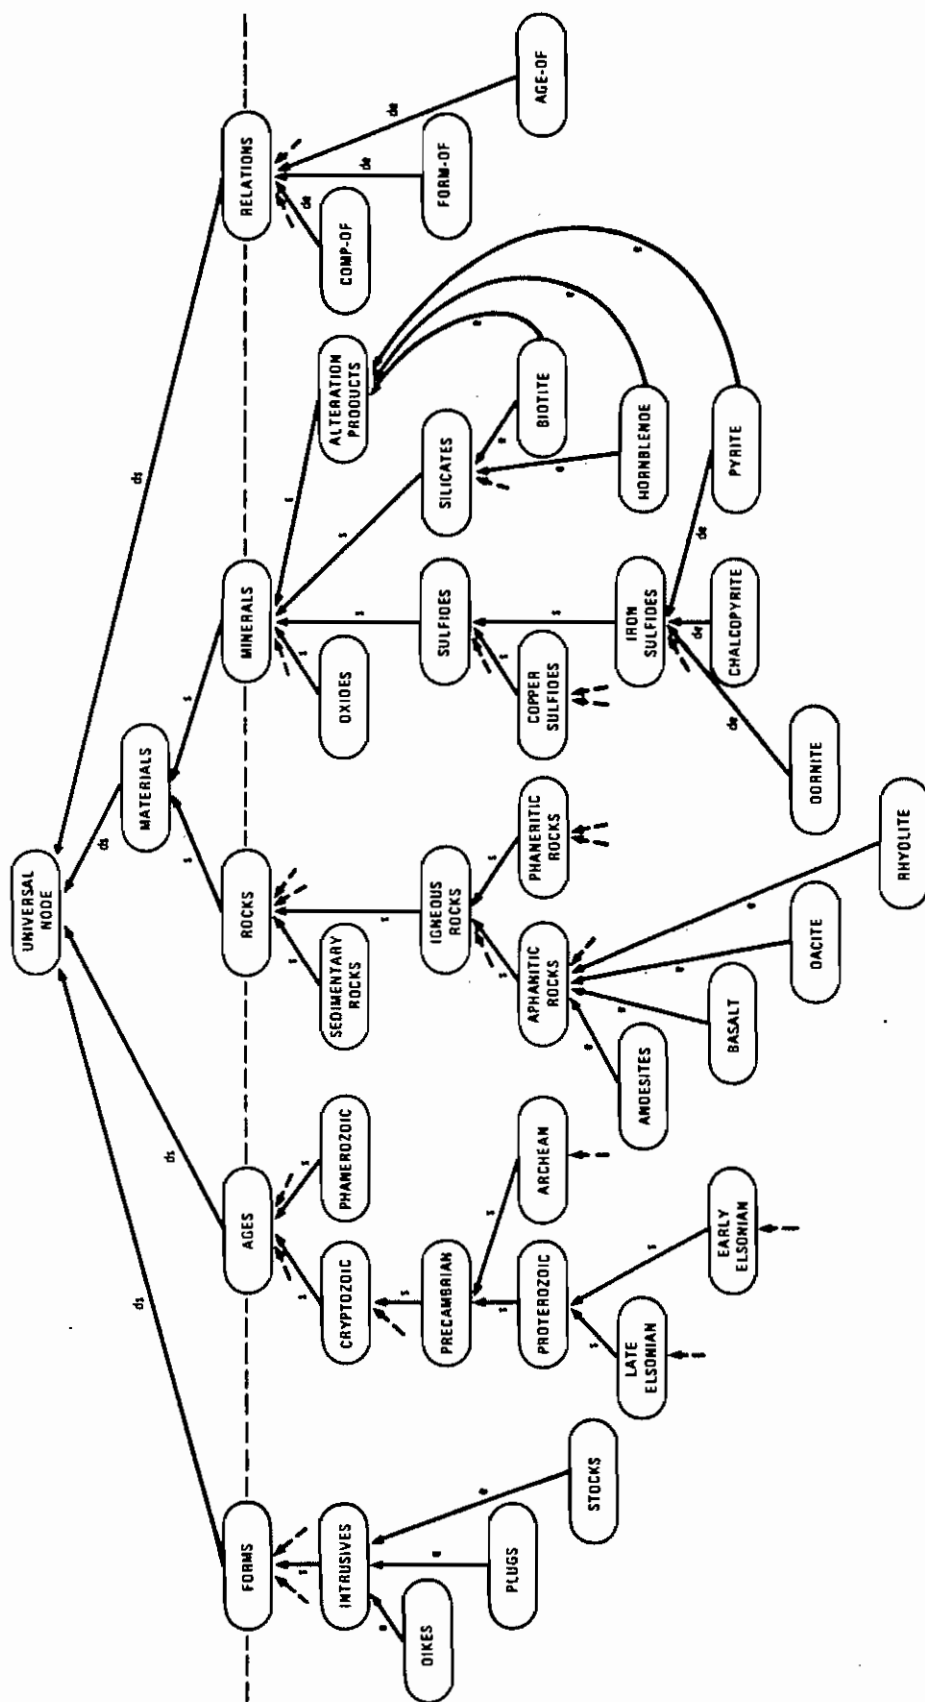 UNIVERSAL
NODE
ds
ds
ds
ds
MATERIALS
s
s
FORMS
AGES
ROCKS
MINERALS
RELATIONS
s
s
s
s
s
s
s
s
s
de
de
de
INTRUSIVES
CRYPTOZOIC
PHANEROZOIC
SEDIMENTARY
ROCKS
OXIDES
ALTERATION
PRODUCTS
COMP-OF
e
e
e
s
s
s
s
s
s
s
e
e
e
e
e
DIKES
PRECAMBRIAN
IGNEOUS
ROCKS
SULFIDES
SILICATES
FORM-OF
PLUGS
PROTEROZOIC
ARCHEAN
APHANITIC
ROCKS
PHANERITIC
ROCKS
COPPER
SULFIDES
BIOTITE
AGE-OF
STOCKS
s
s
e
e
e
e
s
LATE
ELSONIAN
ANDESITES
IRON
SULFIDES
HORNBLENDE
de
de
de
EARLY
ELSONIAN
BASALT
CHALCOPYRITE
PYRITE
DACITE
BORNITE
RHYOLITE